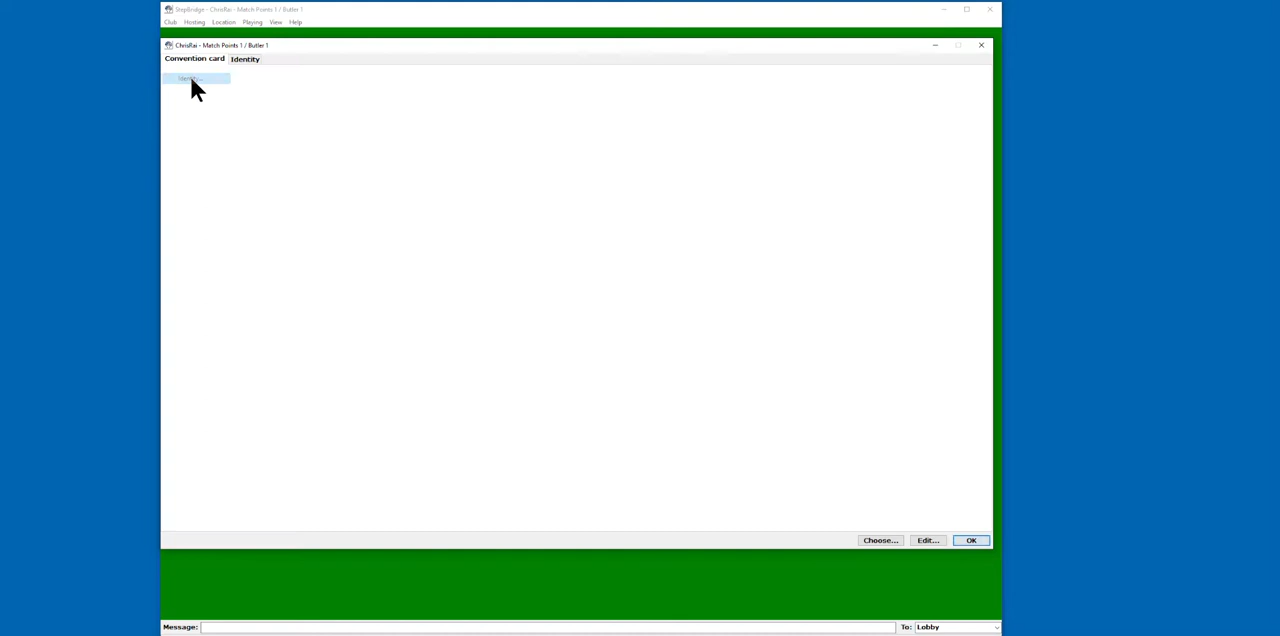 StepBridge - ChrisRai - Match Points 1 / Butler 1
Club Hosting Location Playing View Help
ChrisRai - Match Points 1 / Butler 1
Convention card Identity
Identity...
Choose... Edit... OK
Message: To: Lobby